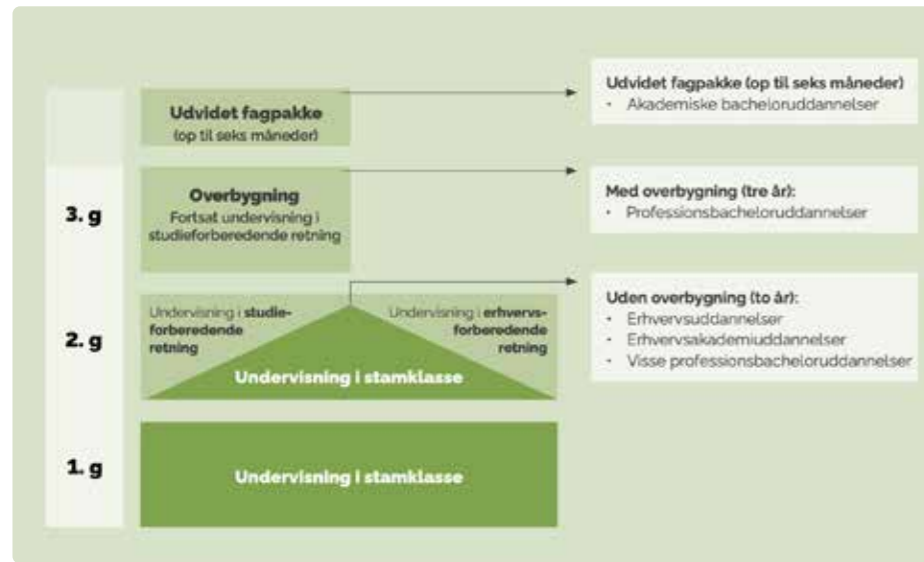 Udvidet fagpakke
(op til seks måneder)
3. g
Overbygning
Fortsat undervisning i
studieforberedende retning
2. g
Undervisning i studie-
forberedende
retning
Undervisning i erhvervs-
forberedende
retning
Undervisning i stamklasse
1. g
Undervisning i stamklasse
Udvidet fagpakke (op til seks måneder)
• Akademiske bacheloruddannelser
Med overbygning (tre år):
• Professionsbacheloruddannelser
Uden overbygning (to år):
• Erhvervsuddannelser
• Erhvervsakademiuddannelser
• Visse professionsbacheloruddannelser